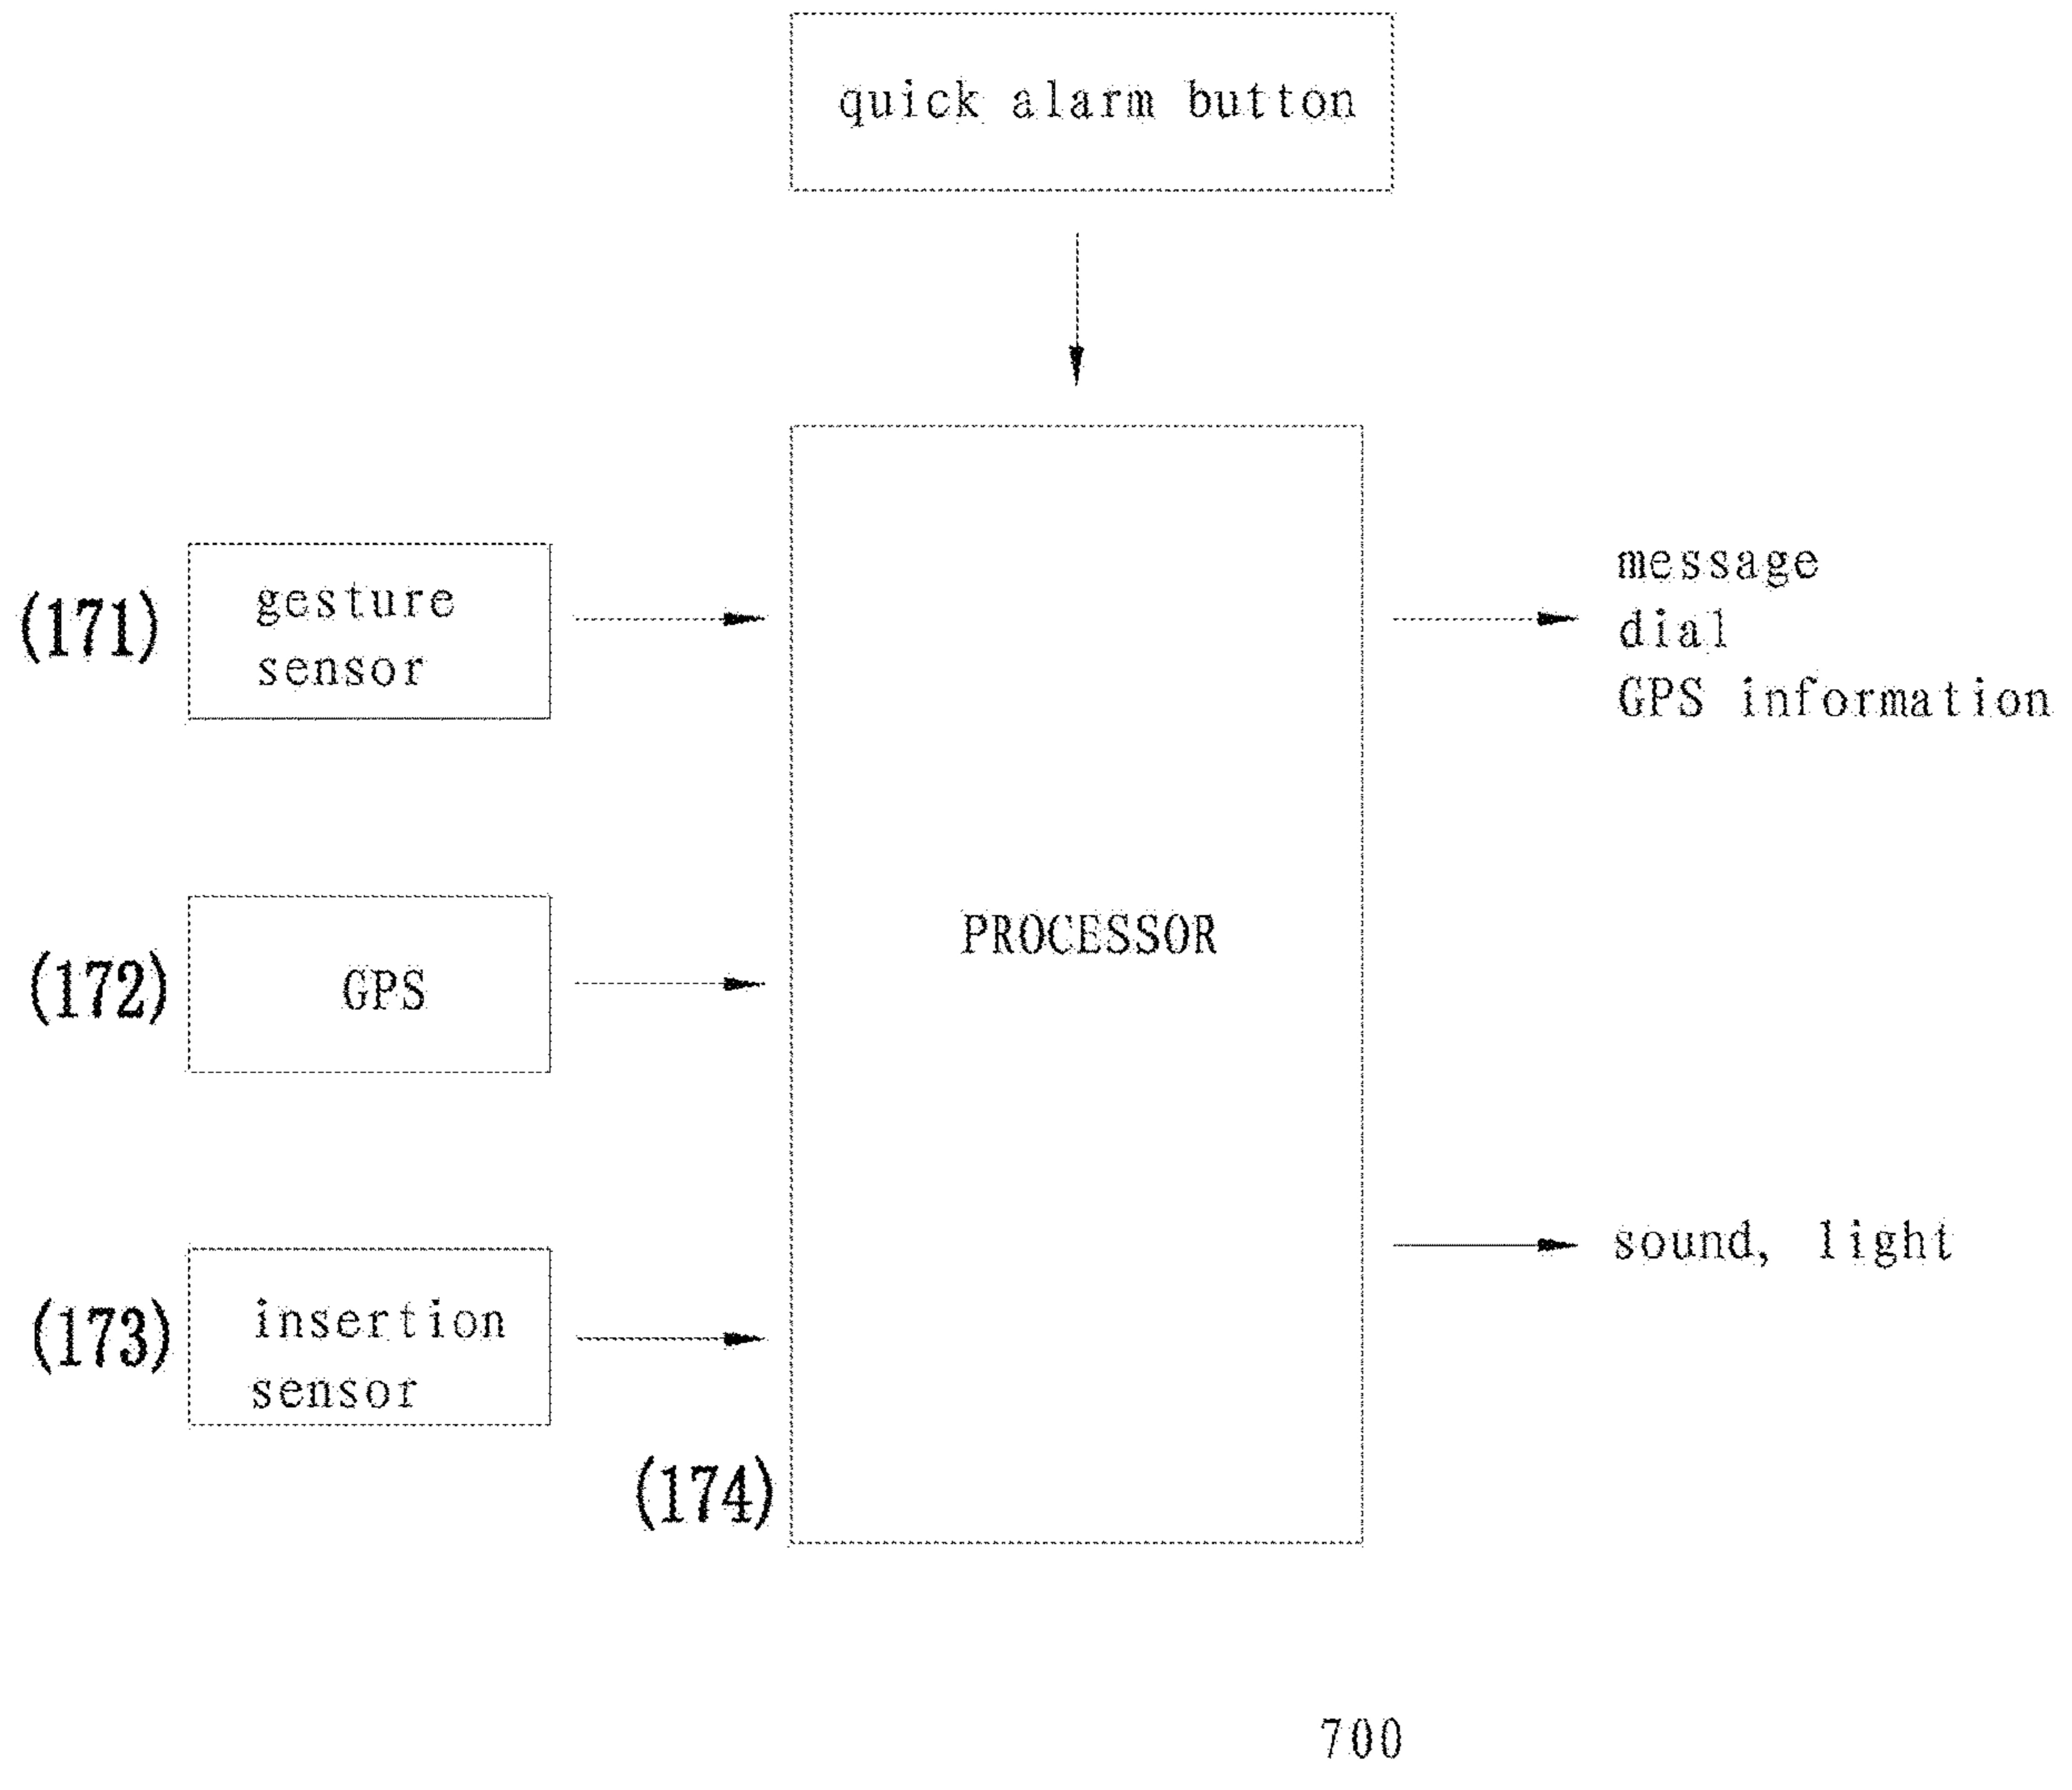 quick alarm button
(171)
gesture
sensor
message
dial
GPS information
(172)
GPS
PROCESSOR
sound, light
(173)
insertion
sensor
(174)
700